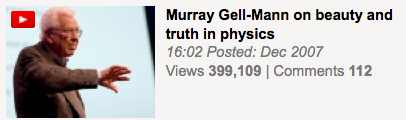 Murray Gell-Mann on beauty and
truth in physics
16:02 Posted: Dec 2007
Views 399,109 | Comments 112